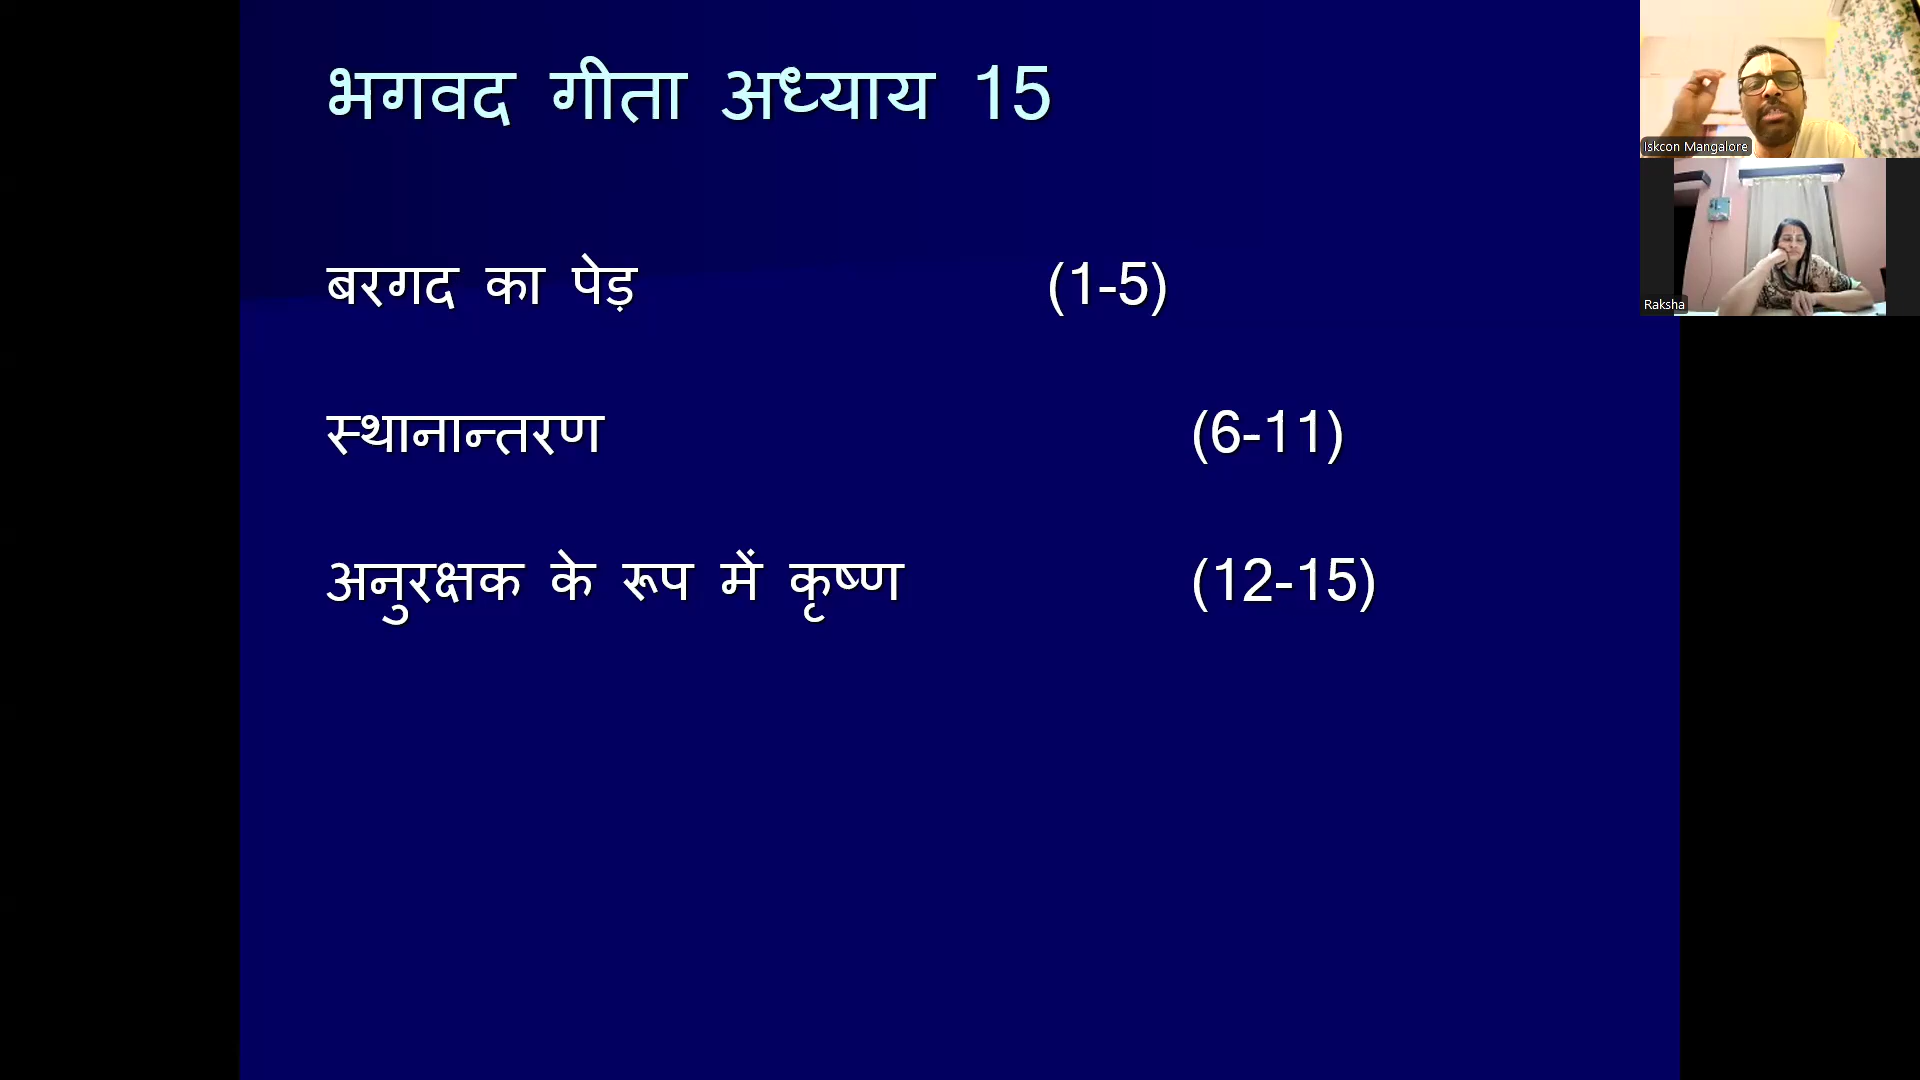 भगवद गीता अध्याय 15
बरगद का पेड़ (1-5)
स्थानान्तरण (6-11)
अनुरक्षक के रूप में कृष्ण (12-15)
Iskcon Mangalore
Raksha